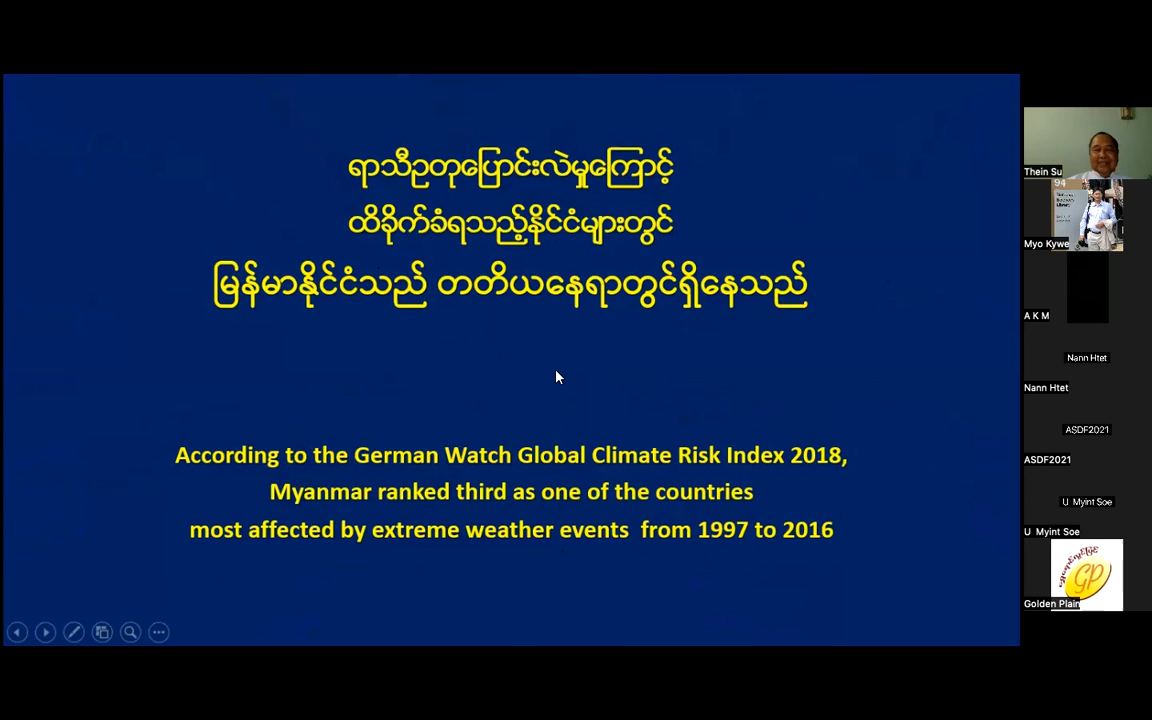 ရာသီဥတုပြောင်းလဲမှုကြောင့်
ထိခိုက်ခံရသည့်နိုင်ငံများတွင်
မြန်မာနိုင်ငံသည် တတိယနေရာတွင်ရှိနေသည်
According to the German Watch Global Climate Risk Index 2018,
Myanmar ranked third as one of the countries
most affected by extreme weather events from 1997 to 2016
Thein Su
94
Library
Myo Kywe
A K M
Nann Htet
Nann Htet
ASDF2021
ASDF2021
U Myint Soe
U Myint Soe
GP
Golden Plain